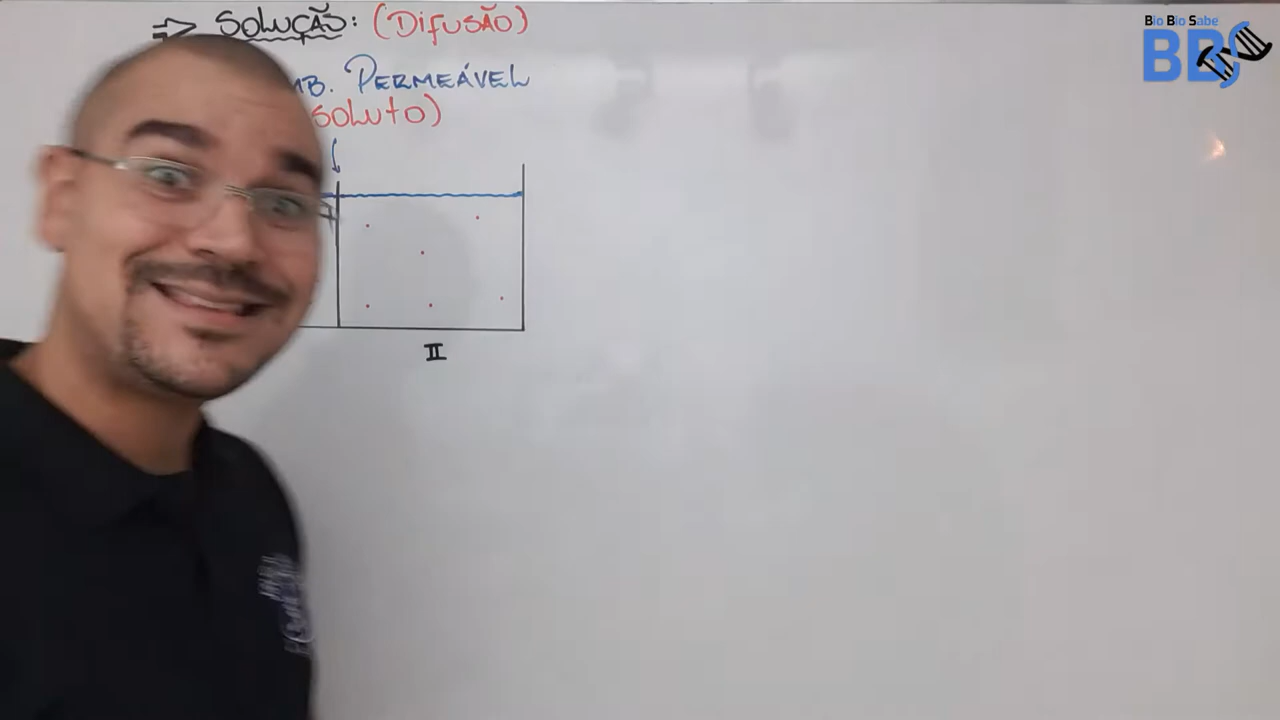 ⇒ SOLUÇÃO: (DifUSÃO)
MB. PERMEÁVEL
SOLUtO)
II
Bio Bio Sabe
BBS